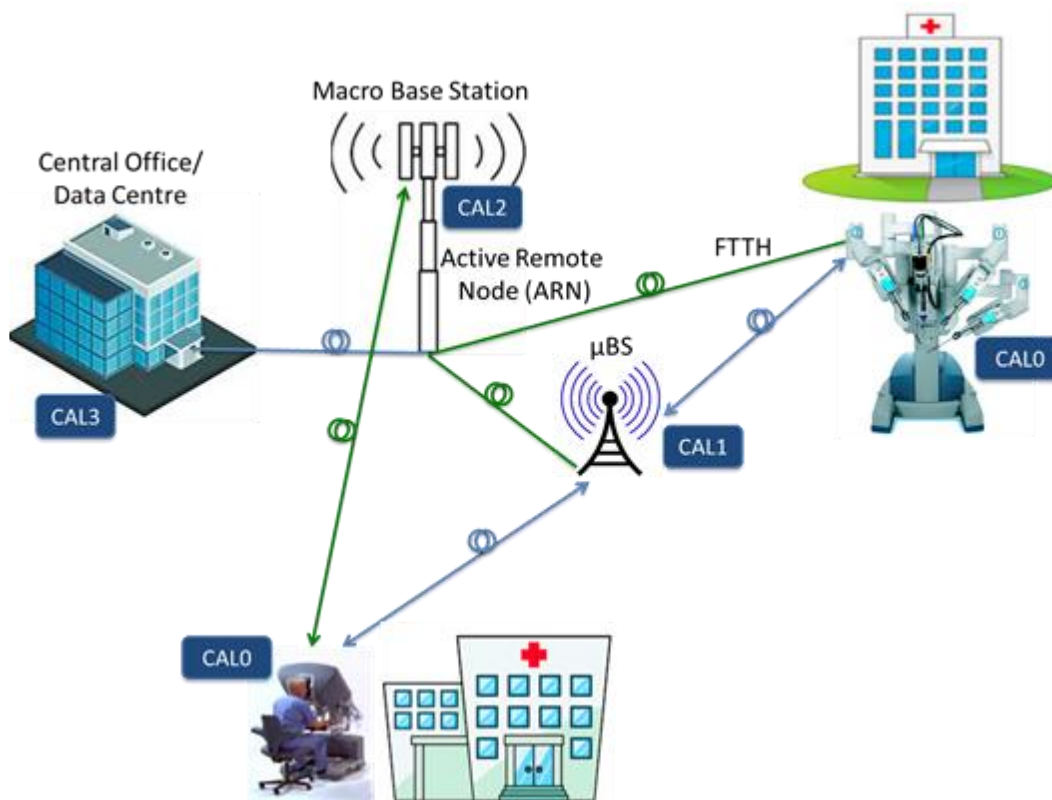 Macro Base Station
Central Office/
Data Centre
CAL2
Active Remote
Node (ARN)
FTTH
µBS
CAL0
CAL3
CAL1
CAL0